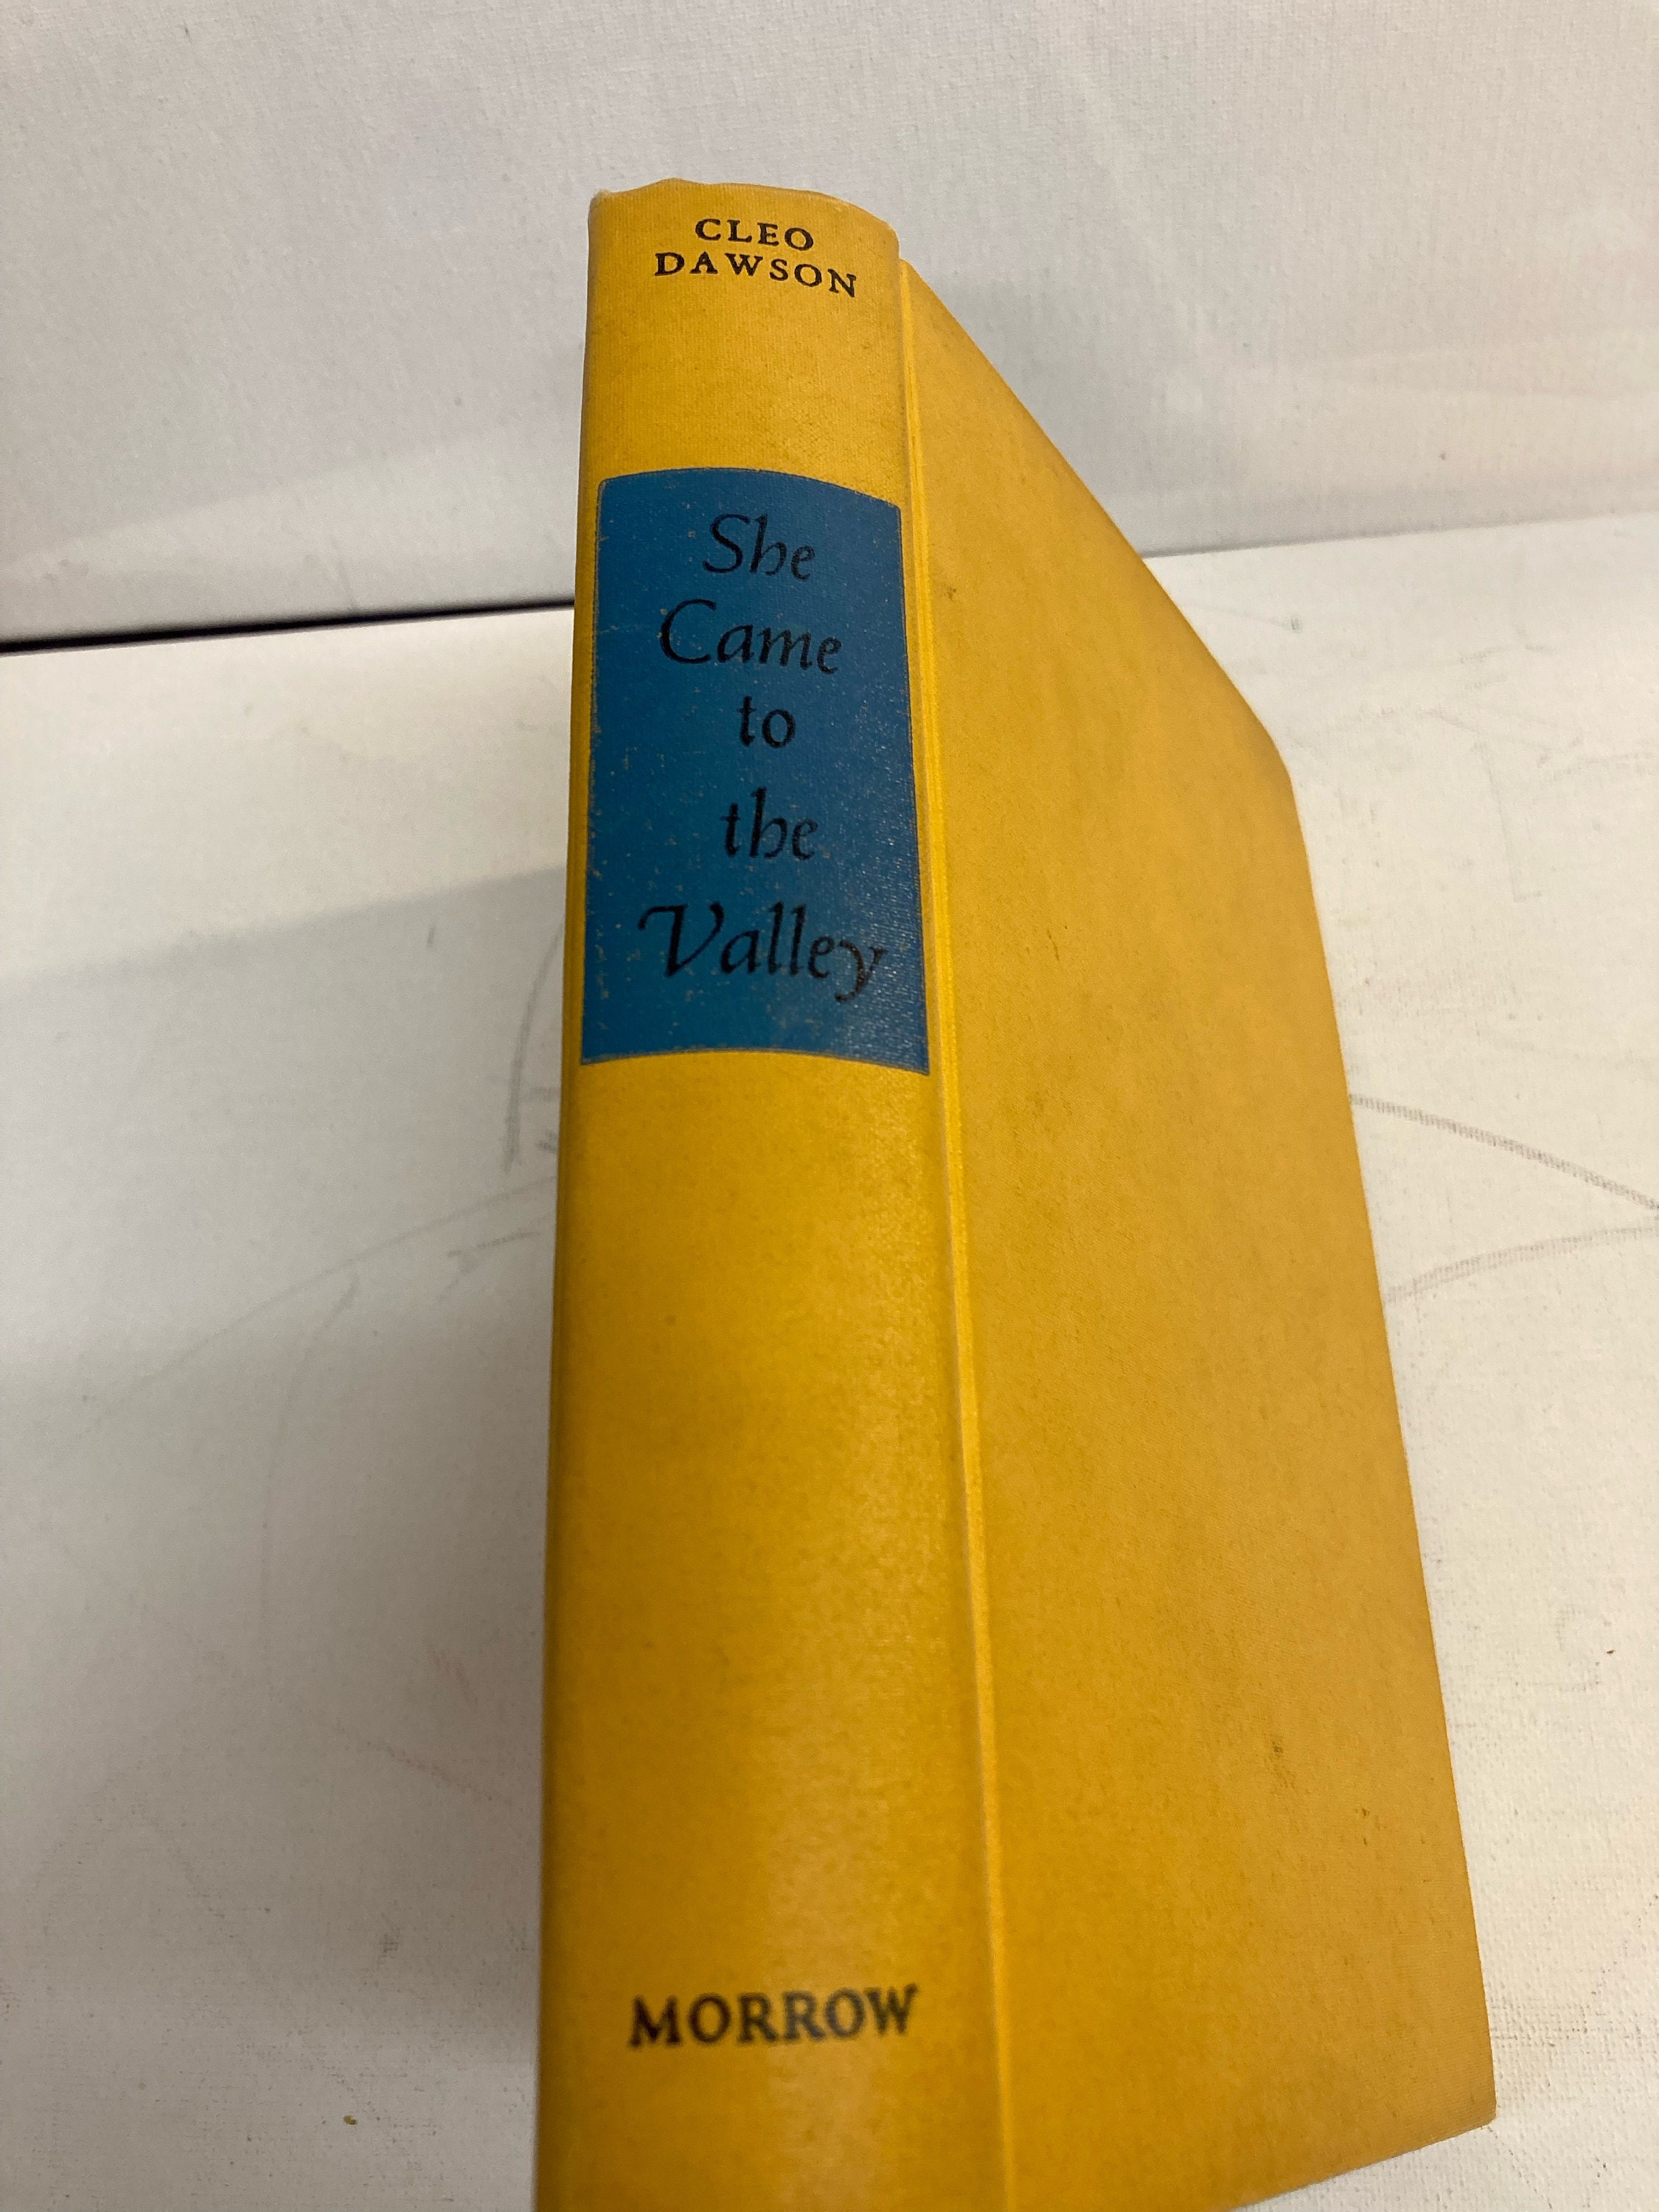 CLEO
DAWSON
She
Came
to
the
Valley
MORROW